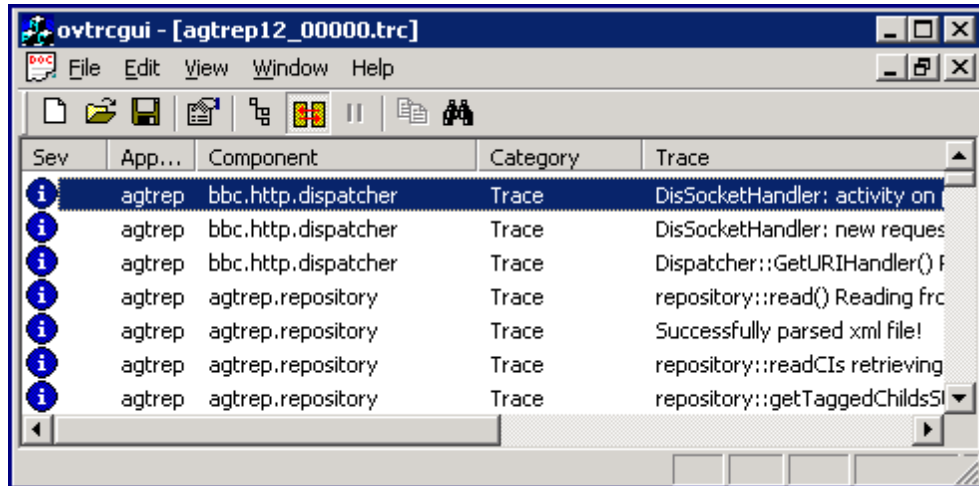 ovtrcgui - [agtrep12_00000.trc]
DOC File Edit View Window Help
Sev App... Component Category Trace
agtrep bbc.http.dispatcher Trace DisSocketHandler: activity on
agtrep bbc.http.dispatcher Trace DisSocketHandler: new reques
agtrep bbc.http.dispatcher Trace Dispatcher::GetURIHandler()
agtrep agtrep.repository Trace repository::read() Reading fro
agtrep agtrep.repository Trace Successfully parsed xml file!
agtrep agtrep.repository Trace repository::readCIs retrieving
agtrep agtrep.repository Trace repository::getTaggedChildsS